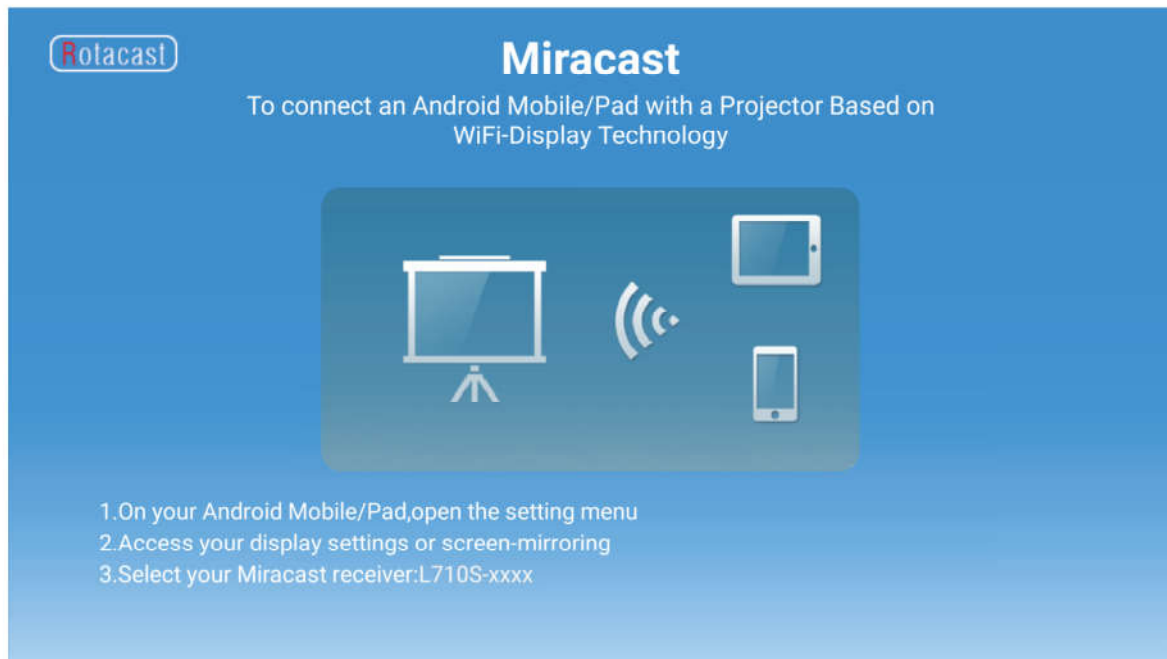 Rotacast
Miracast
To connect an Android Mobile/Pad with a Projector Based on
WiFi-Display Technology
1.On your Android Mobile/Pad,open the setting menu
2.Access your display settings or screen-mirroring
3.Select your Miracast receiver:L710S-xxxx